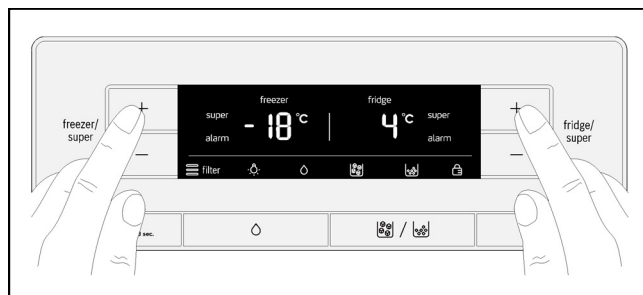 freezer fridge
super -18 °C 4 °C super
alarm alarm
filter
freezer/
super
fridge/
super
+
−
+
−
sec.
/